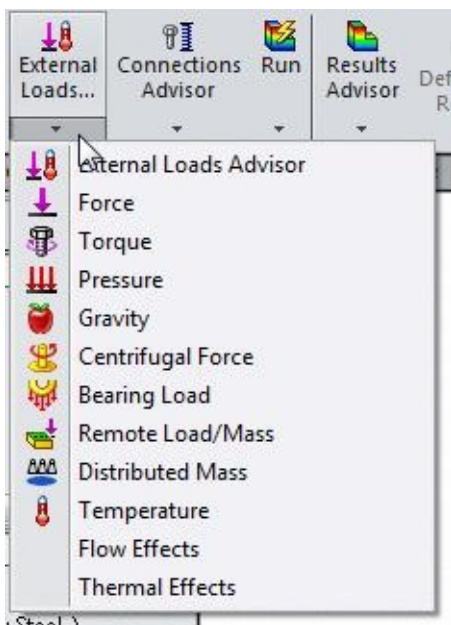 External Loads...
Connections Advisor
Run
Results Advisor
External Loads Advisor
Force
Torque
Pressure
Gravity
Centrifugal Force
Bearing Load
Remote Load/Mass
Distributed Mass
Temperature
Flow Effects
Thermal Effects